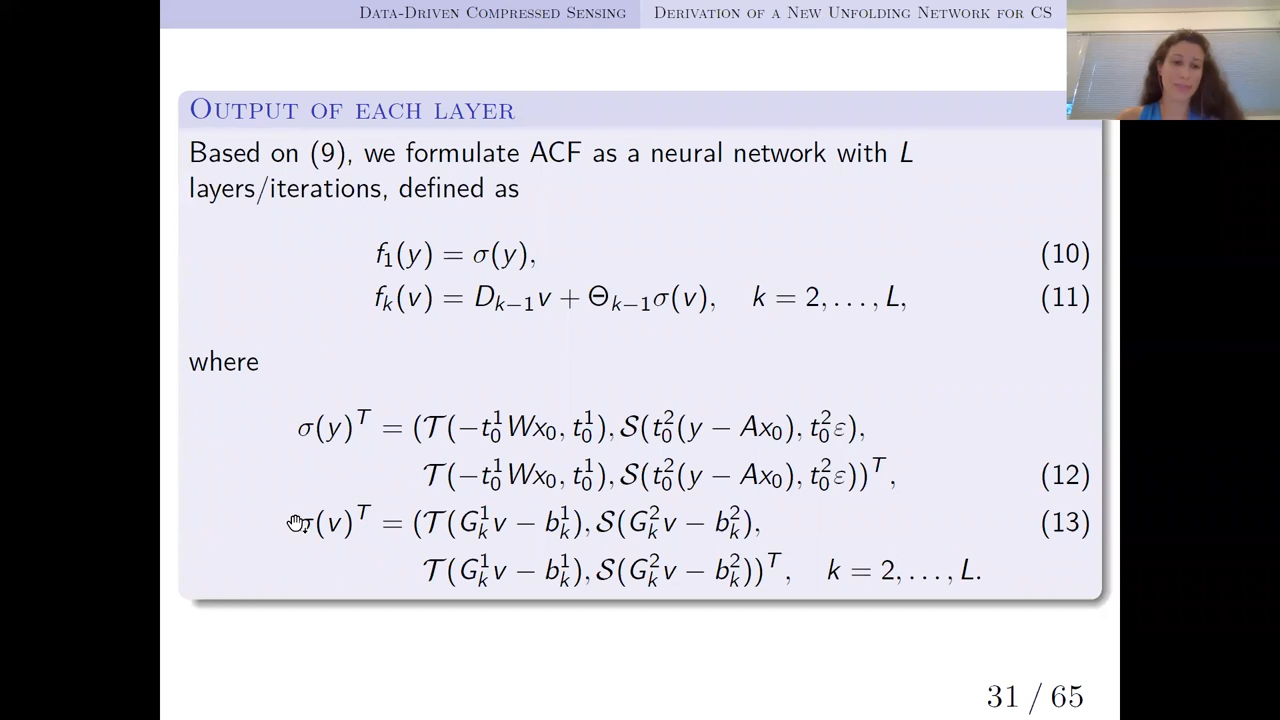 Data-Driven Compressed Sensing Derivation of a New Unfolding Network for CS
Output of each layer
Based on (9), we formulate ACF as a neural network with L
layers/iterations, defined as
f₁(y) = σ(y), (10)
fₖ(v) = Dₖ₋₁v + Θₖ₋₁σ(v), k = 2, . . . , L, (11)
where
σ(y)ᵀ = (𝒯(−t₀¹Wx₀, t₀¹), 𝒮(t₀²(y − Ax₀), t₀²ε),
𝒯(−t₀¹Wx₀, t₀¹), 𝒮(t₀²(y − Ax₀), t₀²ε))ᵀ, (12)
σ(v)ᵀ = (𝒯(Gₖ¹v − bₖ¹), 𝒮(Gₖ²v − bₖ²), (13)
𝒯(Gₖ¹v − bₖ¹), 𝒮(Gₖ²v − bₖ²))ᵀ, k = 2, . . . , L.
31 / 65